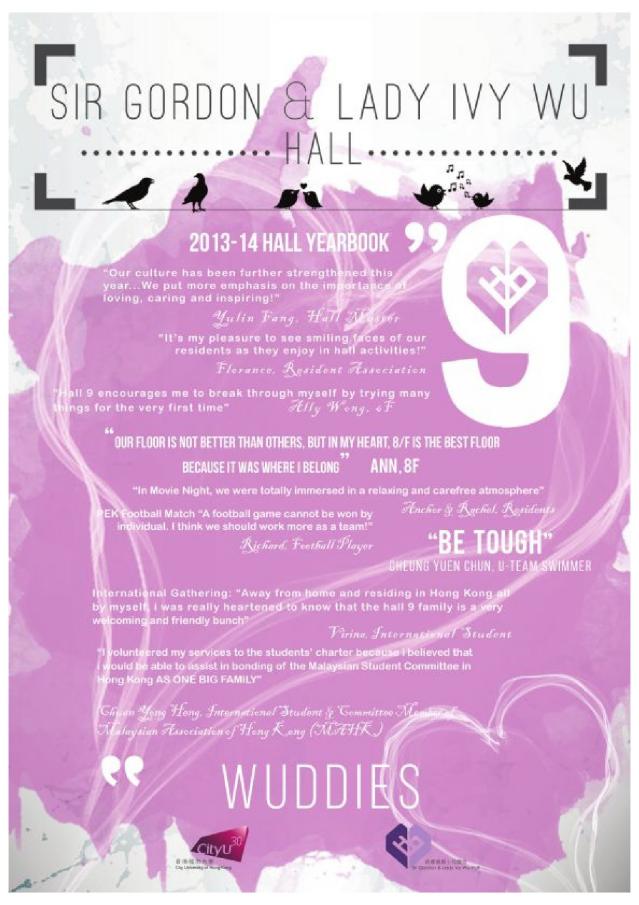 SIR GORDON & LADY IVY WU
HALL
2013-14 HALL YEARBOOK
9
"Our culture has been further strengthened this
year...We put more emphasis on the importance of
loving, caring and inspiring!"
Yulin Fang, Hall Master
"It's my pleasure to see smiling faces of our
residents as they enjoy in hall activities!"
Florance, Resident Association
"Hall 9 encourages me to break through myself by trying many
things for the very first time"
Ally Wong, 6F
"OUR FLOOR IS NOT BETTER THAN OTHERS, BUT IN MY HEART, 8/F IS THE BEST FLOOR
BECAUSE IT WAS WHERE I BELONG" ANN, 8F
"In Movie Night, we were totally immersed in a relaxing and carefree atmosphere"
Anchor & Rachel, Residents
PEK Football Match "A football game cannot be won by
individual. I think we should work more as a team!"
Richard, Football Player
"BE TOUGH"
CHEUNG YUEN CHUN, U-TEAM SWIMMER
International Gathering: "Away from home and residing in Hong Kong all
by myself, i was really heartened to know that the hall 9 family is a very
welcoming and friendly bunch"
Virina, International Student
"I volunteered my services to the students' charter because i believed that
i would be able to assist in bonding of the Malaysian Student Committee in
Hong Kong AS ONE BIG FAMILY"
Chuan Yong Hong, International Student & Committee Member of
Malaysian Association of Hong Kong (MAHK)
WUDDIES
CityU 30
香港城市大學
City University of Hong Kong
Sir Gordon & Lady Ivy Wu Hall